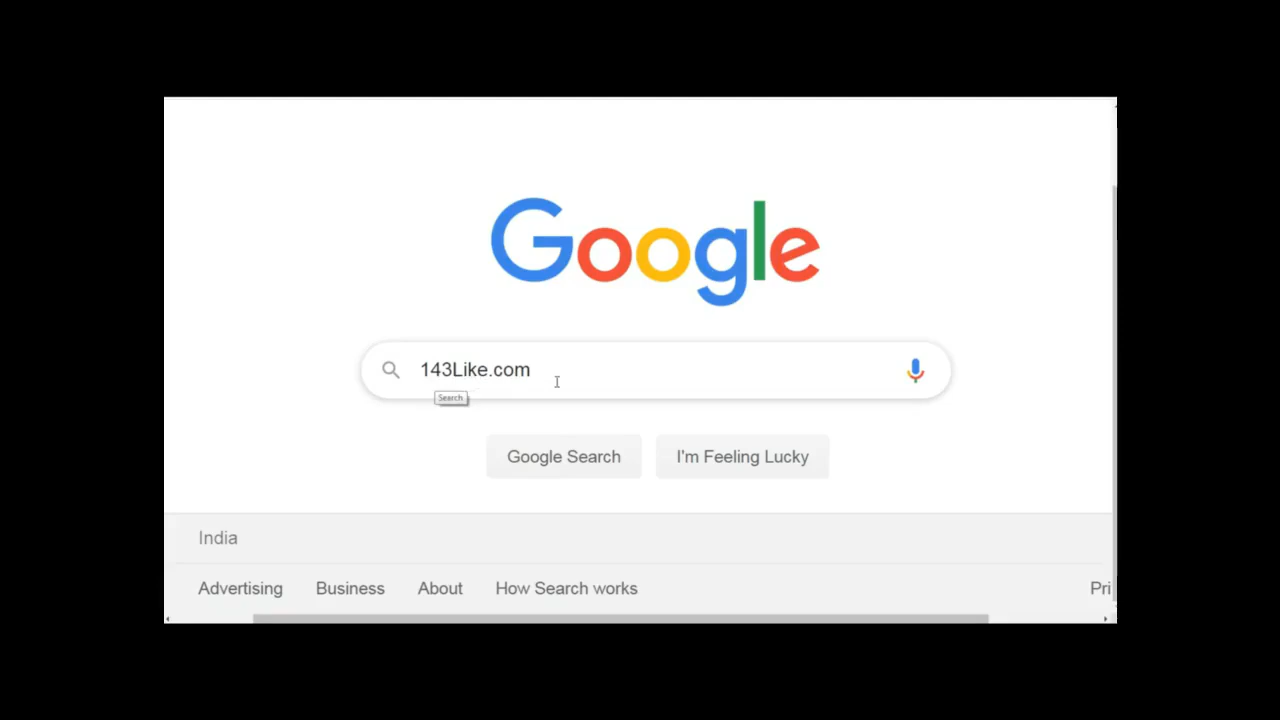 Google
143Like.com
Search
Google Search I'm Feeling Lucky
India
Advertising Business About How Search works Pri